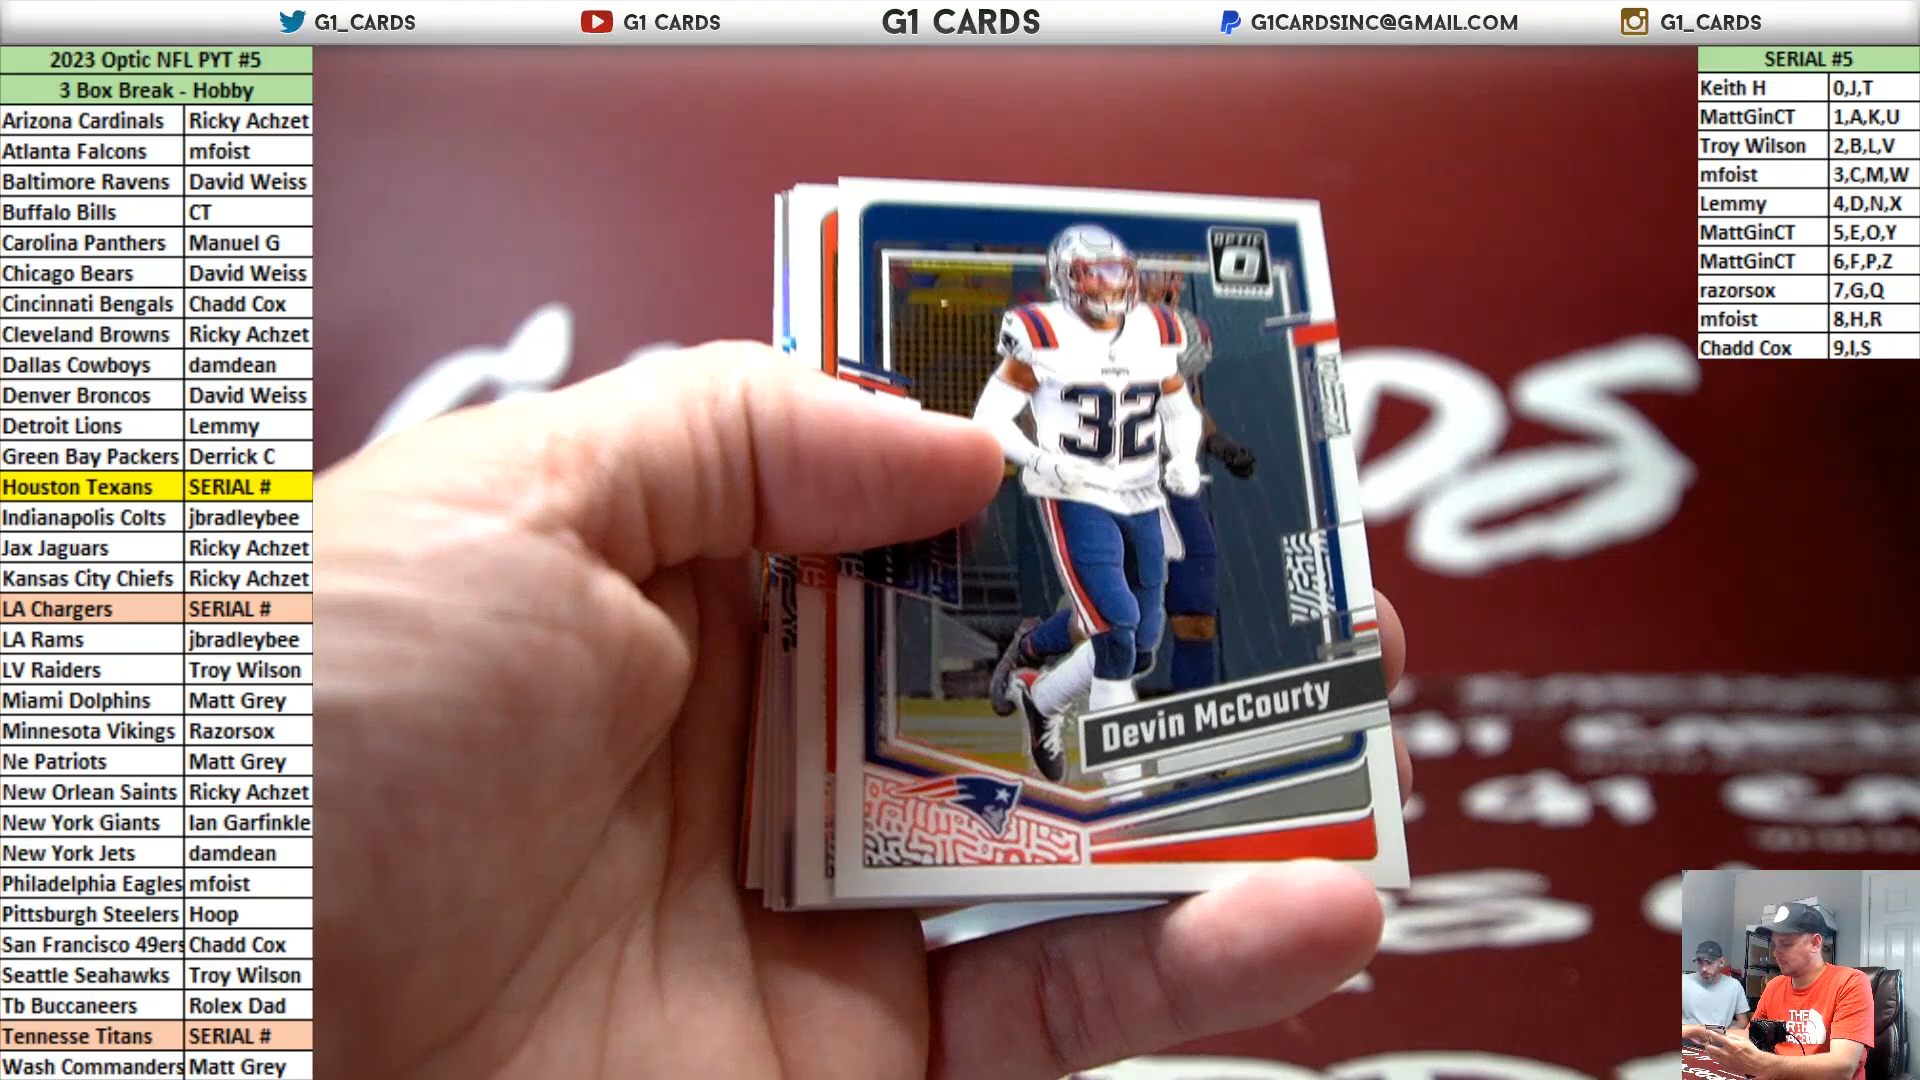 G1_CARDS
G1 CARDS
G1 CARDS
G1CARDSINC@GMAIL.COM
G1_CARDS
2023 Optic NFL PYT #5
3 Box Break - Hobby
Arizona Cardinals Ricky Achzet
Atlanta Falcons mfoist
Baltimore Ravens David Weiss
Buffalo Bills CT
Carolina Panthers Manuel G
Chicago Bears David Weiss
Cincinnati Bengals Chadd Cox
Cleveland Browns Ricky Achzet
Dallas Cowboys damdean
Denver Broncos David Weiss
Detroit Lions Lemmy
Green Bay Packers Derrick C
Houston Texans SERIAL #
Indianapolis Colts jbradleybee
Jax Jaguars Ricky Achzet
Kansas City Chiefs Ricky Achzet
LA Chargers SERIAL #
LA Rams jbradleybee
LV Raiders Troy Wilson
Miami Dolphins Matt Grey
Minnesota Vikings Razorsox
Ne Patriots Matt Grey
New Orlean Saints Ricky Achzet
New York Giants Ian Garfinkle
New York Jets damdean
Philadelphia Eagles mfoist
Pittsburgh Steelers Hoop
San Francisco 49ers Chadd Cox
Seattle Seahawks Troy Wilson
Tb Buccaneers Rolex Dad
Tennesse Titans SERIAL #
Wash Commanders Matt Grey
OPTIC
32
Devin McCourty
SERIAL #5
Keith H 0,J,T
MattGinCT 1,A,K,U
Troy Wilson 2,B,L,V
mfoist 3,C,M,W
Lemmy 4,D,N,X
MattGinCT 5,E,O,Y
MattGinCT 6,F,P,Z
razorsox 7,G,Q
mfoist 8,H,R
Chadd Cox 9,I,S
THE